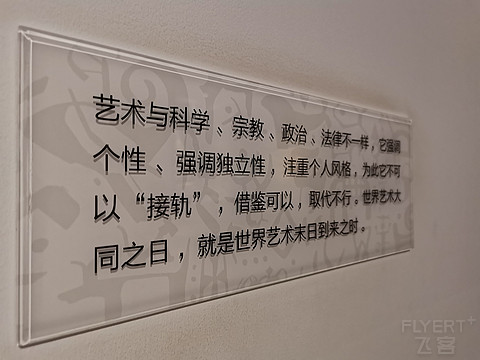 艺术与科学、宗教、政治、法律不一样，它强调
个性、强调独立性，注重个人风格，为此它不可
以“接轨”，借鉴可以，取代不行。世界艺术大
同之日，就是世界艺术末日到来之时。
FLYERT+
飞客